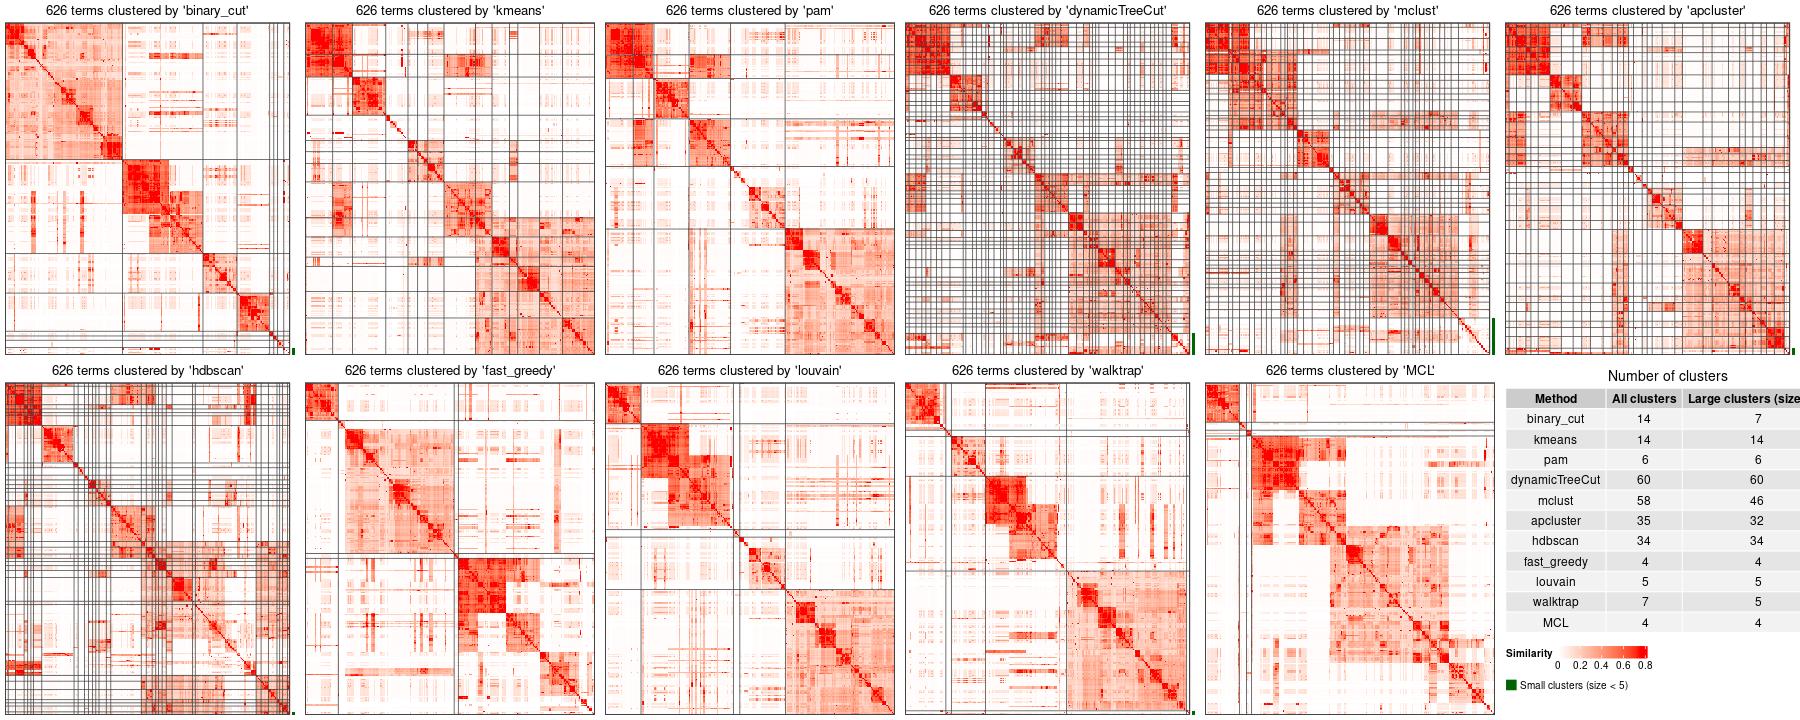 626 terms clustered by 'binary_cut'
626 terms clustered by 'kmeans'
626 terms clustered by 'pam'
626 terms clustered by 'dynamicTreeCut'
626 terms clustered by 'mclust'
626 terms clustered by 'apcluster'
626 terms clustered by 'hdbscan'
626 terms clustered by 'fast_greedy'
626 terms clustered by 'louvain'
626 terms clustered by 'walktrap'
626 terms clustered by 'MCL'
Number of clusters
Method All clusters Large clusters (size
binary_cut 14 7
kmeans 14 14
pam 6 6
dynamicTreeCut 60 60
mclust 58 46
apcluster 35 32
hdbscan 34 34
fast_greedy 4 4
louvain 5 5
walktrap 7 5
MCL 4 4
Similarity
0 0.2 0.4 0.6 0.8
Small clusters (size < 5)